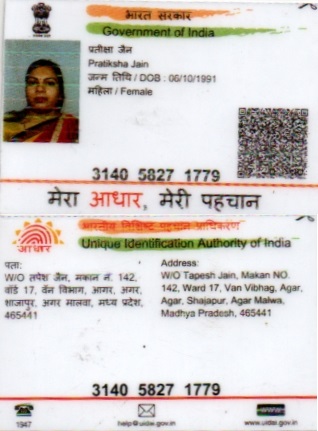 भारत सरकार
Government of India
प्रतीक्षा जैन
Pratiksha Jain
जन्म तिथि / DOB : 06/10/1991
महिला / Female
3140 5827 1779
मेरा आधार, मेरी पहचान
भारतीय विशिष्ट पहचान प्राधिकरण
Unique Identification Authority of India
आधार
पता:
W/O तपेश जैन, मकान नं. 142,
वॉर्ड 17, वॅन विभाग, आगर, अगर,
शाजापुर, अगर मालवा, मध्य प्रदेश,
465441
Address:
W/O Tapesh Jain, Makan NO.
142, Ward 17, Van Vibhag, Agar,
Agar, Shajapur, Agar Malwa,
Madhya Pradesh, 465441
3140 5827 1779
1947
help@uidai.gov.in
www.uidai.gov.in